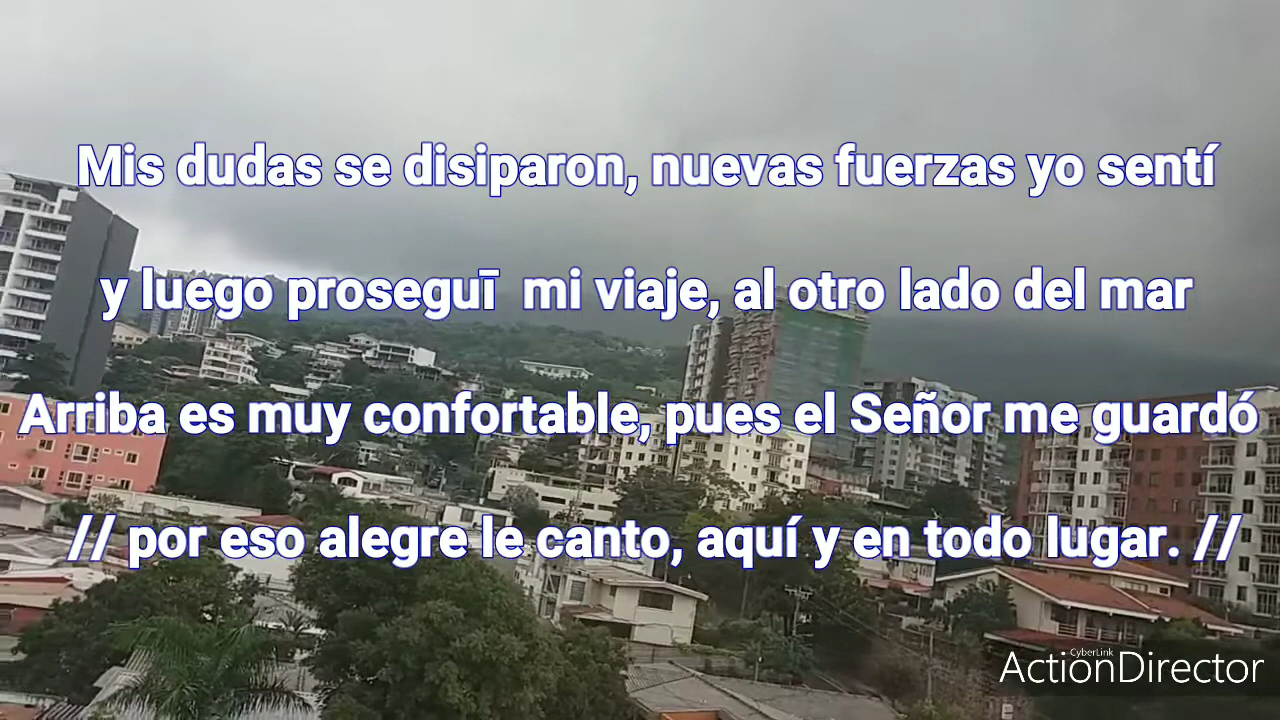 Mis dudas se disiparon, nuevas fuerzas yo sentí
y luego proseguī mi viaje, al otro lado del mar
Arriba es muy confortable, pues el Señor me guardó
// por eso alegre le canto, aquí y en todo lugar. //
CyberLink
ActionDirector